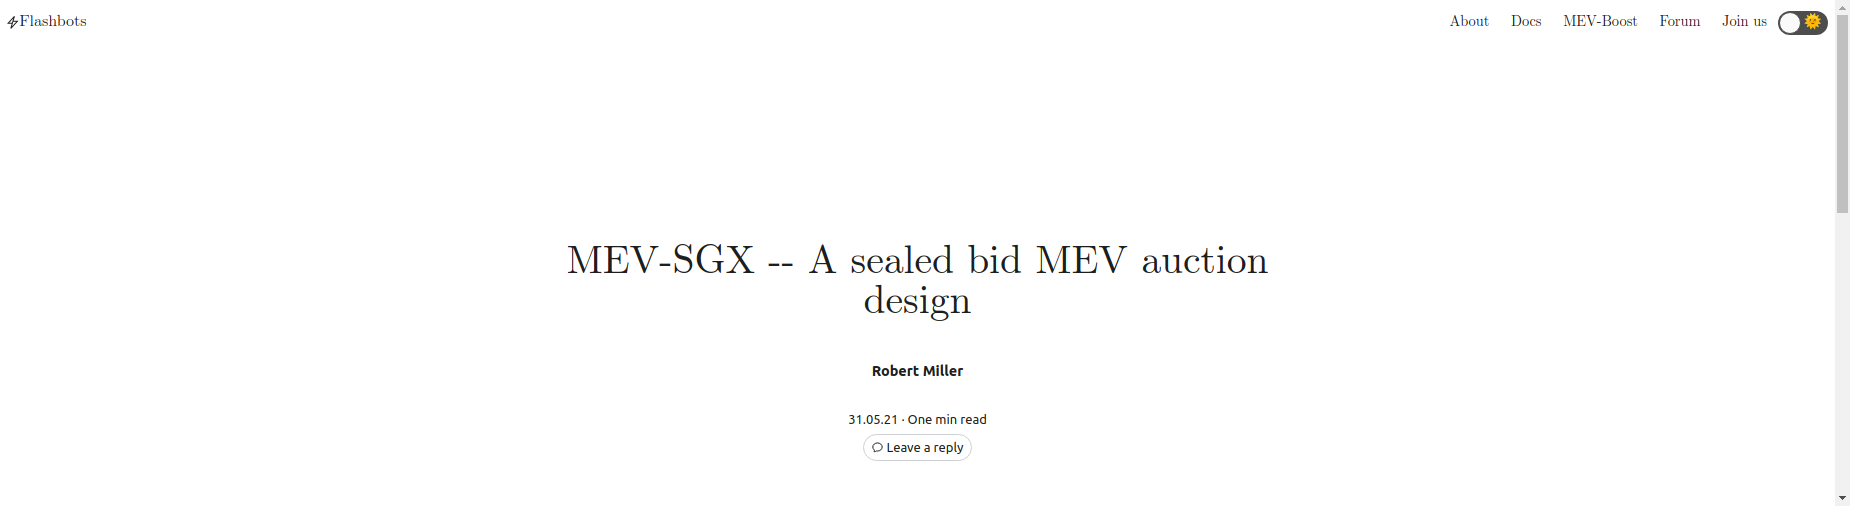 Flashbots
About Docs MEV-Boost Forum Join us
MEV-SGX -- A sealed bid MEV auction
design
Robert Miller
31.05.21 · One min read
Leave a reply